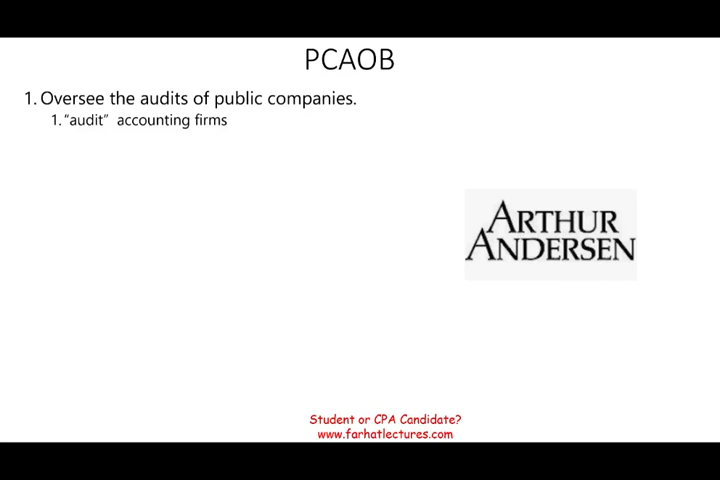 PCAOB
1. Oversee the audits of public companies.
1. “audit” accounting firms
ARTHUR
ANDERSEN
Student or CPA Candidate?
www.farhatlectures.com